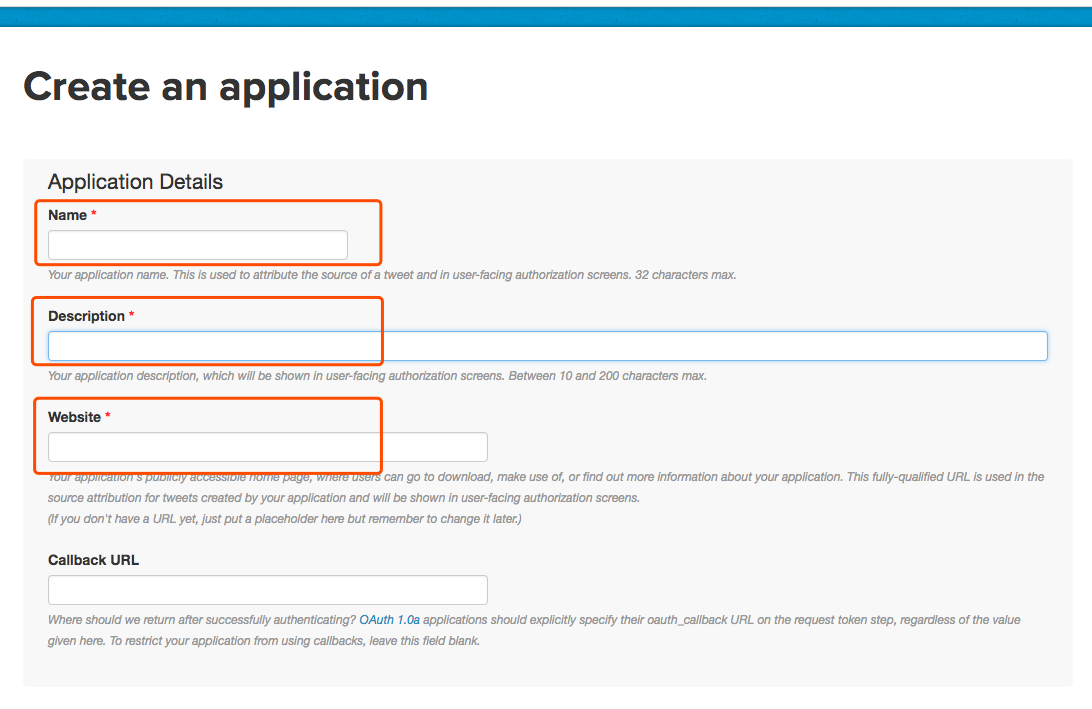 Create an application
Application Details
Name *
Your application name. This is used to attribute the source of a tweet and in user-facing authorization screens. 32 characters max.
Description *
Your application description, which will be shown in user-facing authorization screens. Between 10 and 200 characters max.
Website *
Your application's publicly accessible home page, where users can go to download, make use of, or find out more information about your application. This fully-qualified URL is used in the
source attribution for tweets created by your application and will be shown in user-facing authorization screens.
(If you don't have a URL yet, just put a placeholder here but remember to change it later.)
Callback URL
Where should we return after successfully authenticating? OAuth 1.0a applications should explicitly specify their oauth_callback URL on the request token step, regardless of the value
given here. To restrict your application from using callbacks, leave this field blank.